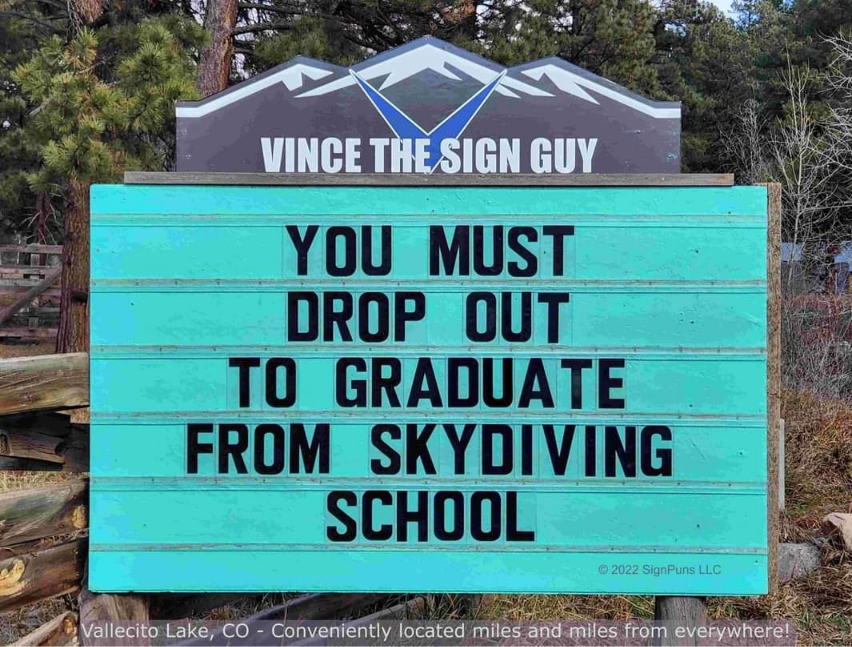 VINCE THE SIGN GUY
YOU MUST
DROP OUT
TO GRADUATE
FROM SKYDIVING
SCHOOL
© 2022 SignPuns LLC
Vallecito Lake, CO - Conveniently located miles and miles from everywhere!